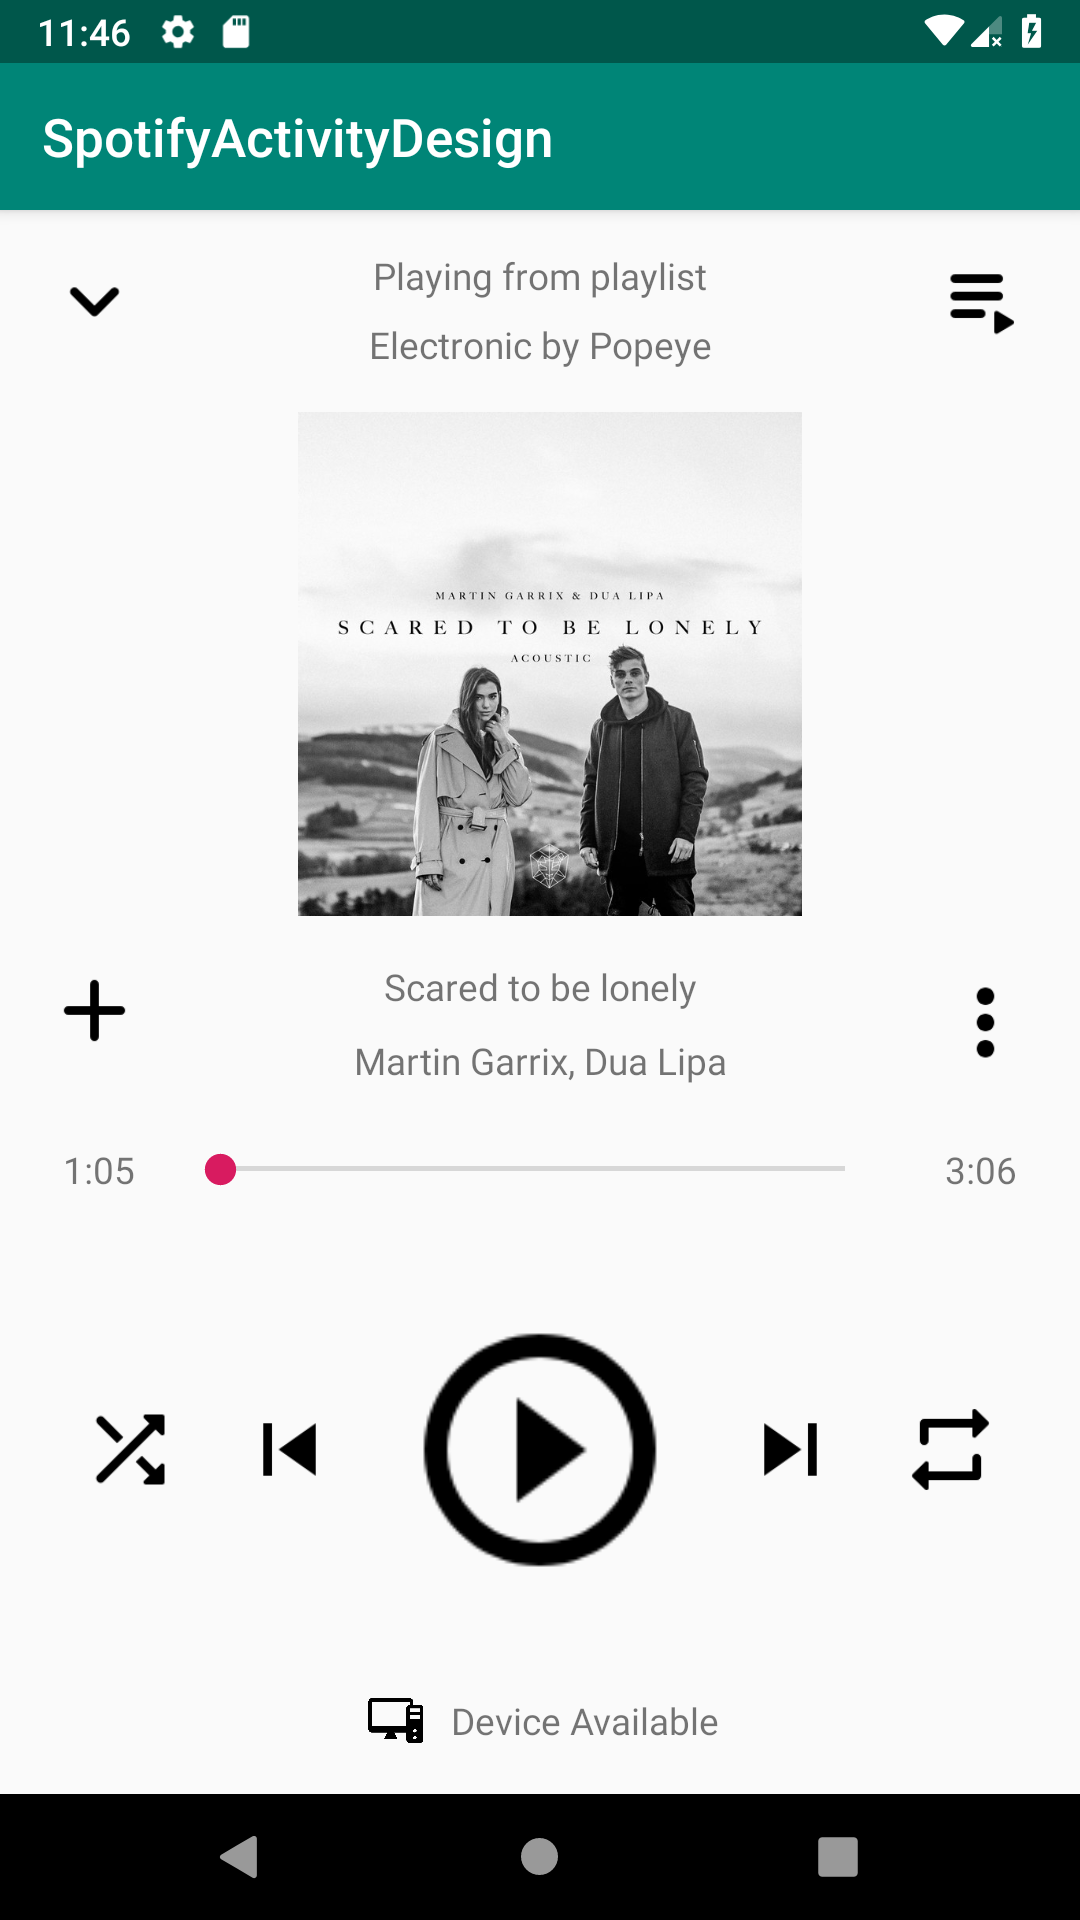 11:46
SpotifyActivityDesign
Playing from playlist
Electronic by Popeye
MARTIN GARRIX & DUA LIPA
SCARED TO BE LONELY
ACOUSTIC
Scared to be lonely
Martin Garrix, Dua Lipa
1:05 3:06
Device Available